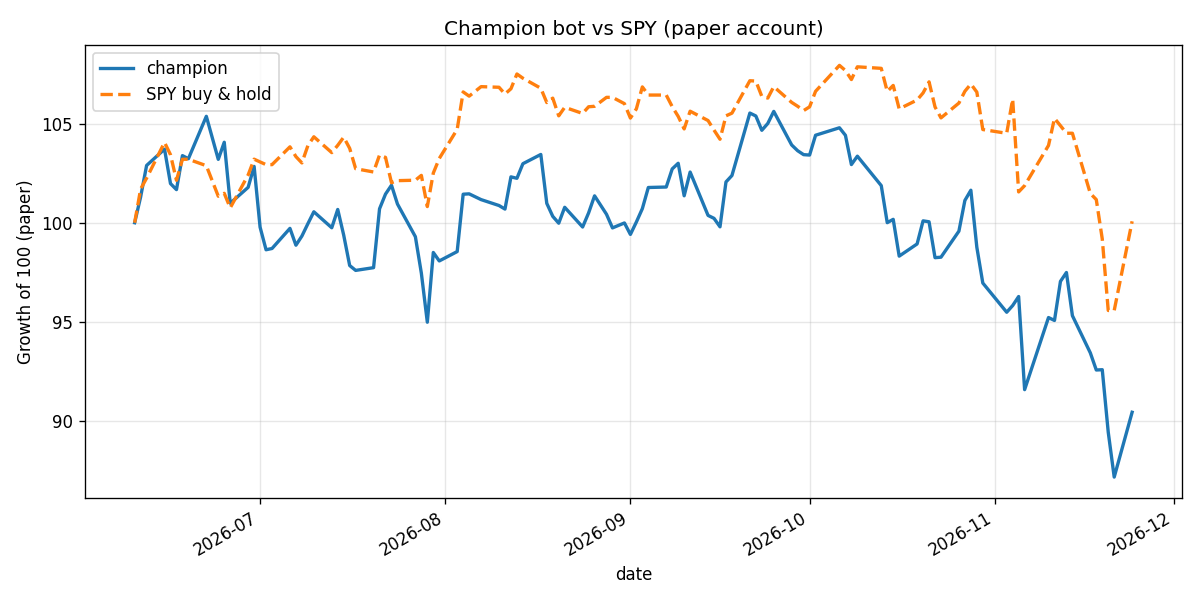 Champion bot vs SPY (paper account)
champion
SPY buy & hold
Growth of 100 (paper)
105
100
95
90
2026-07
2026-08
2026-09
2026-10
2026-11
2026-12
date